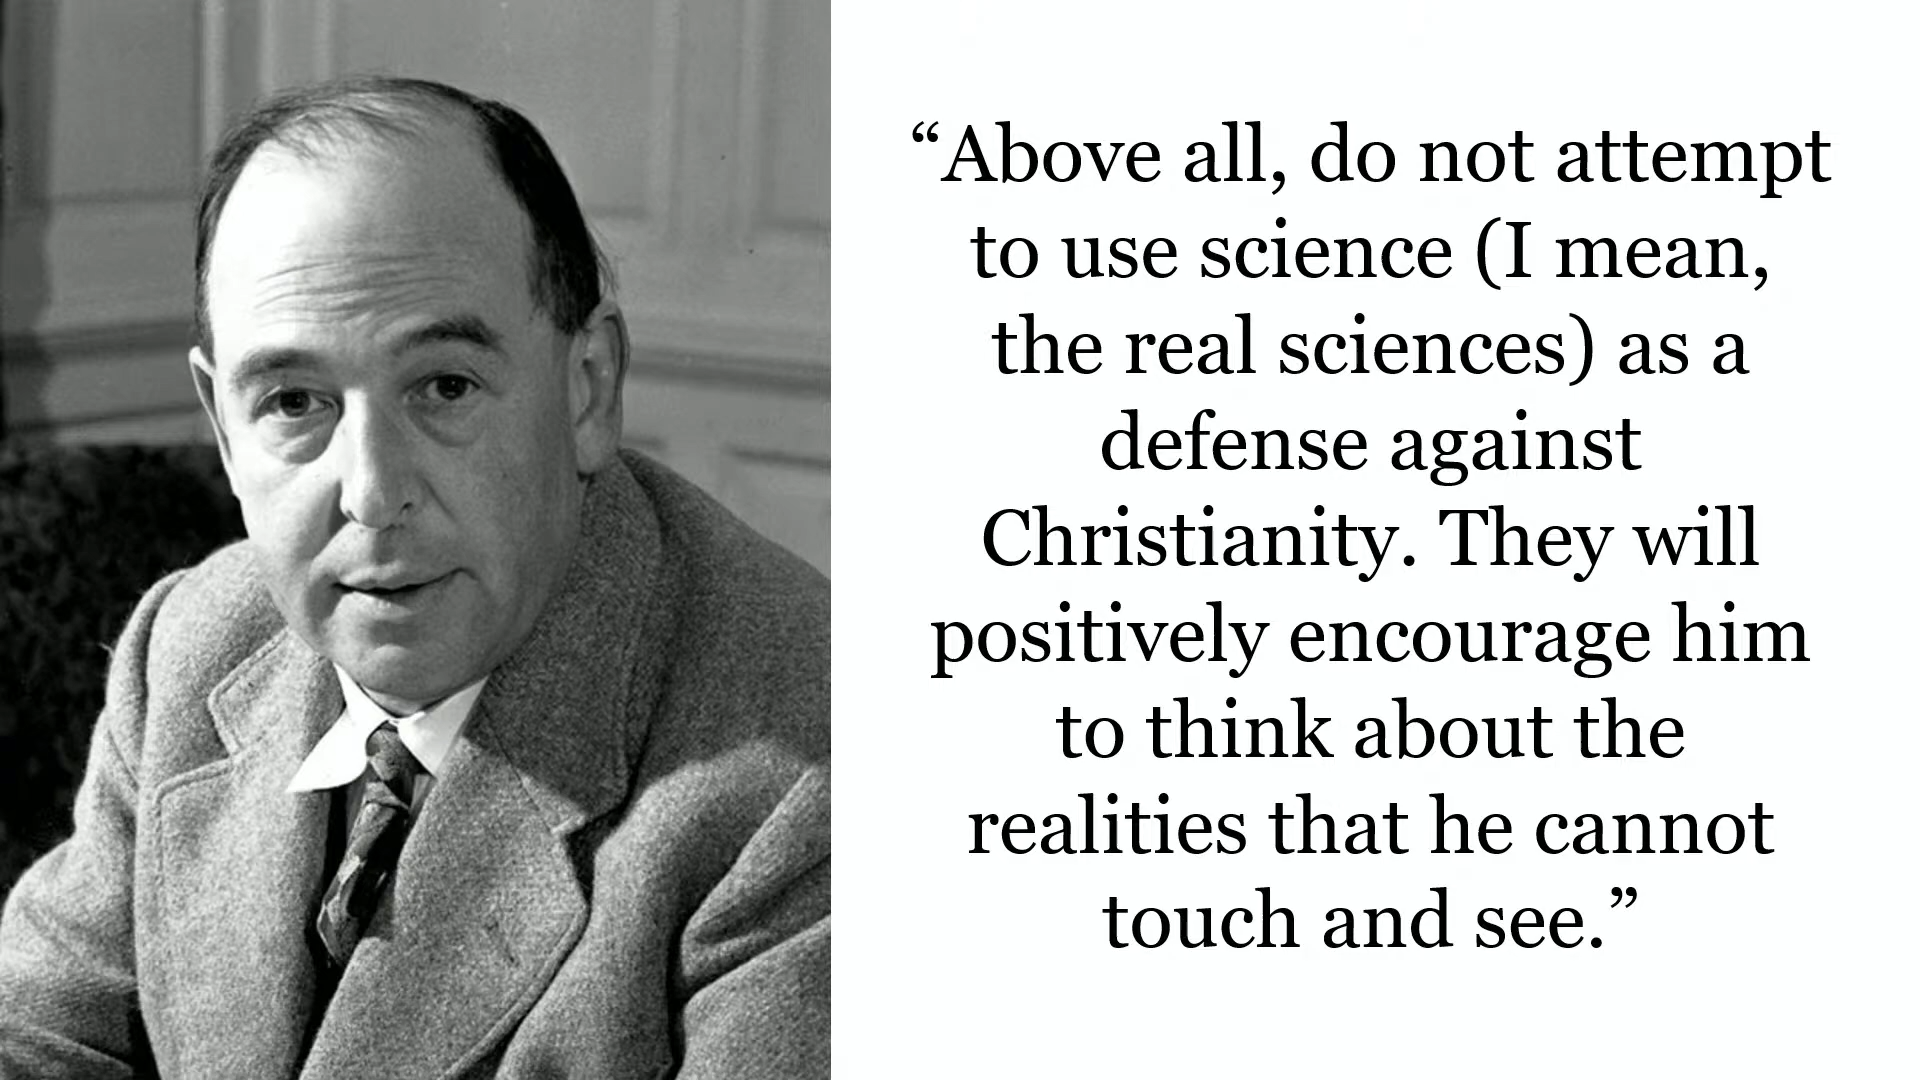 “Above all, do not attempt
to use science (I mean,
the real sciences) as a
defense against
Christianity. They will
positively encourage him
to think about the
realities that he cannot
touch and see.”